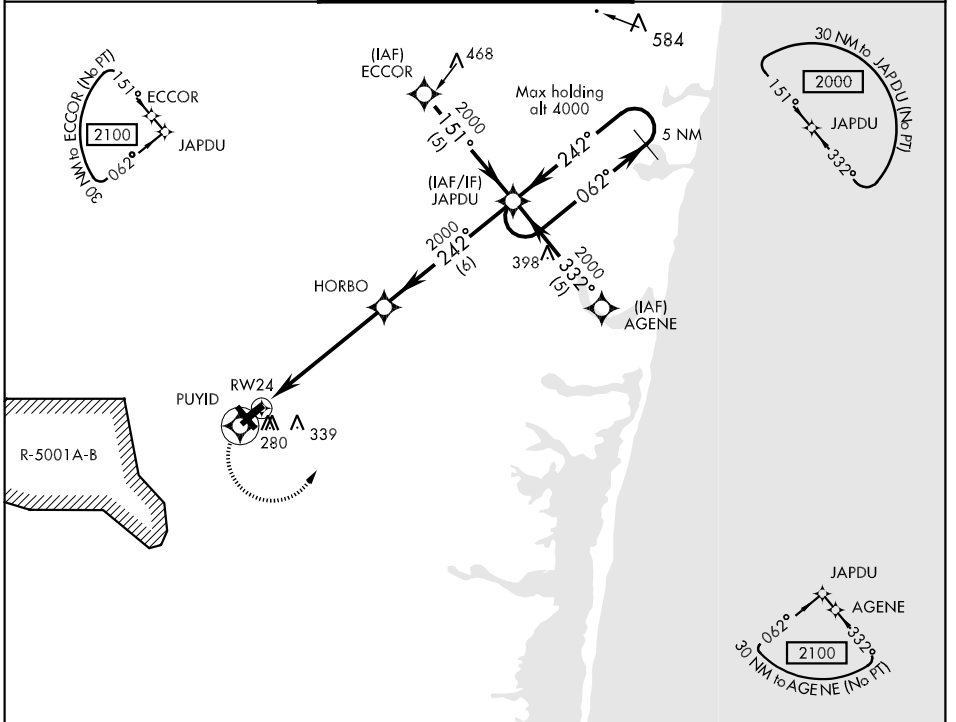 584
(IAF)
ECCOR
468
30 NM to ECCOR (No PT)
151°
ECCOR
2100
JAPDU
062°
30 NM to JAPDU (No PT)
2000
151°
JAPDU
332°
Max holding
alt 4000
2000
151°
(5)
242°
5 NM
062°
(IAF/IF)
JAPDU
2000
242°
(6)
398
2000
332°
(5)
HORBO
(IAF)
AGENE
RW24
PUYID
280
339
R-5001A-B
JAPDU
AGENE
062°
332°
2100
30 NM to AGENE (No PT)